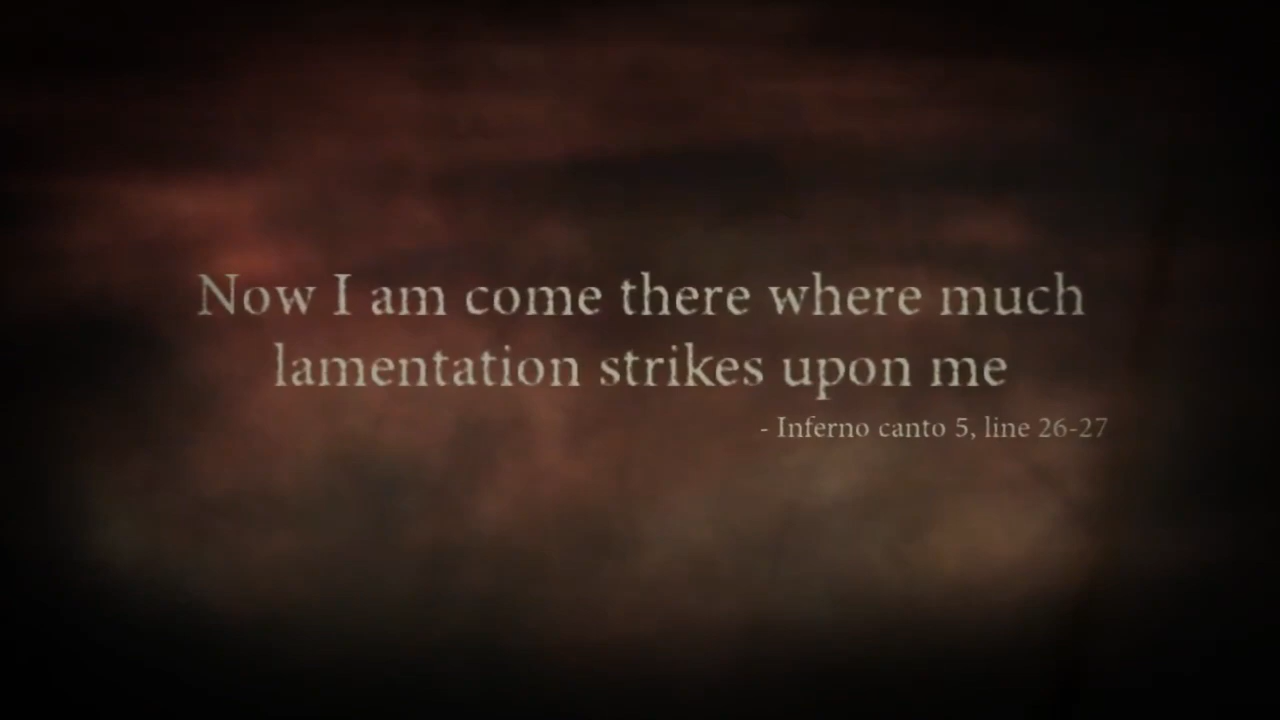 Now I am come there where much
lamentation strikes upon me
- Inferno canto 5, line 26-27